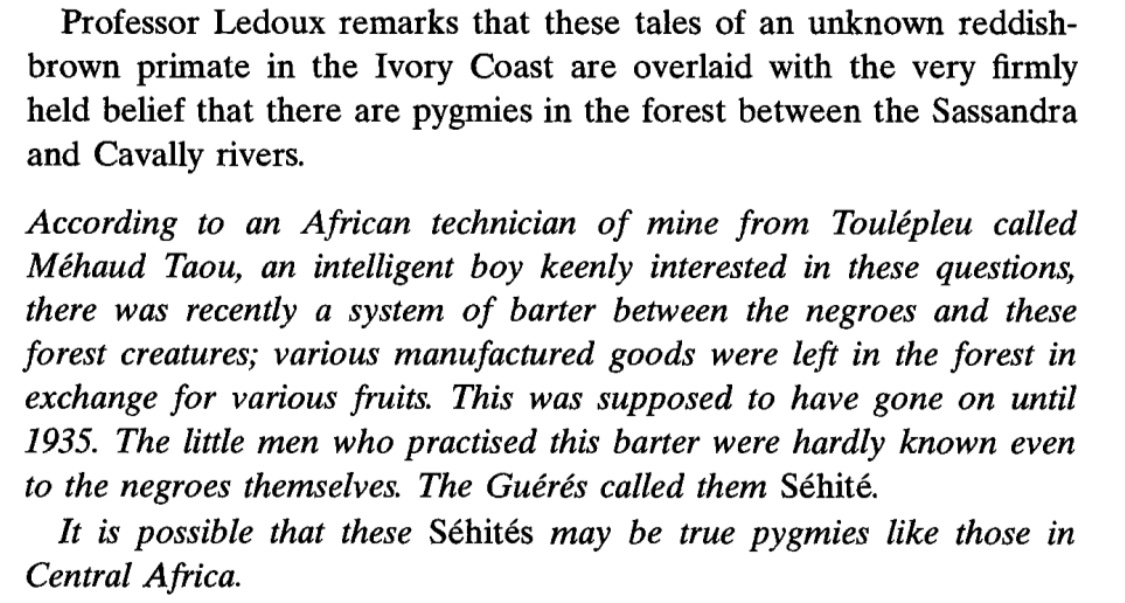 Professor Ledoux remarks that these tales of an unknown reddish-
brown primate in the Ivory Coast are overlaid with the very firmly
held belief that there are pygmies in the forest between the Sassandra
and Cavally rivers.
According to an African technician of mine from Toulépleu called
Méhaud Taou, an intelligent boy keenly interested in these questions,
there was recently a system of barter between the negroes and these
forest creatures; various manufactured goods were left in the forest in
exchange for various fruits. This was supposed to have gone on until
1935. The little men who practised this barter were hardly known even
to the negroes themselves. The Guérés called them Séhité.
It is possible that these Séhités may be true pygmies like those in
Central Africa.